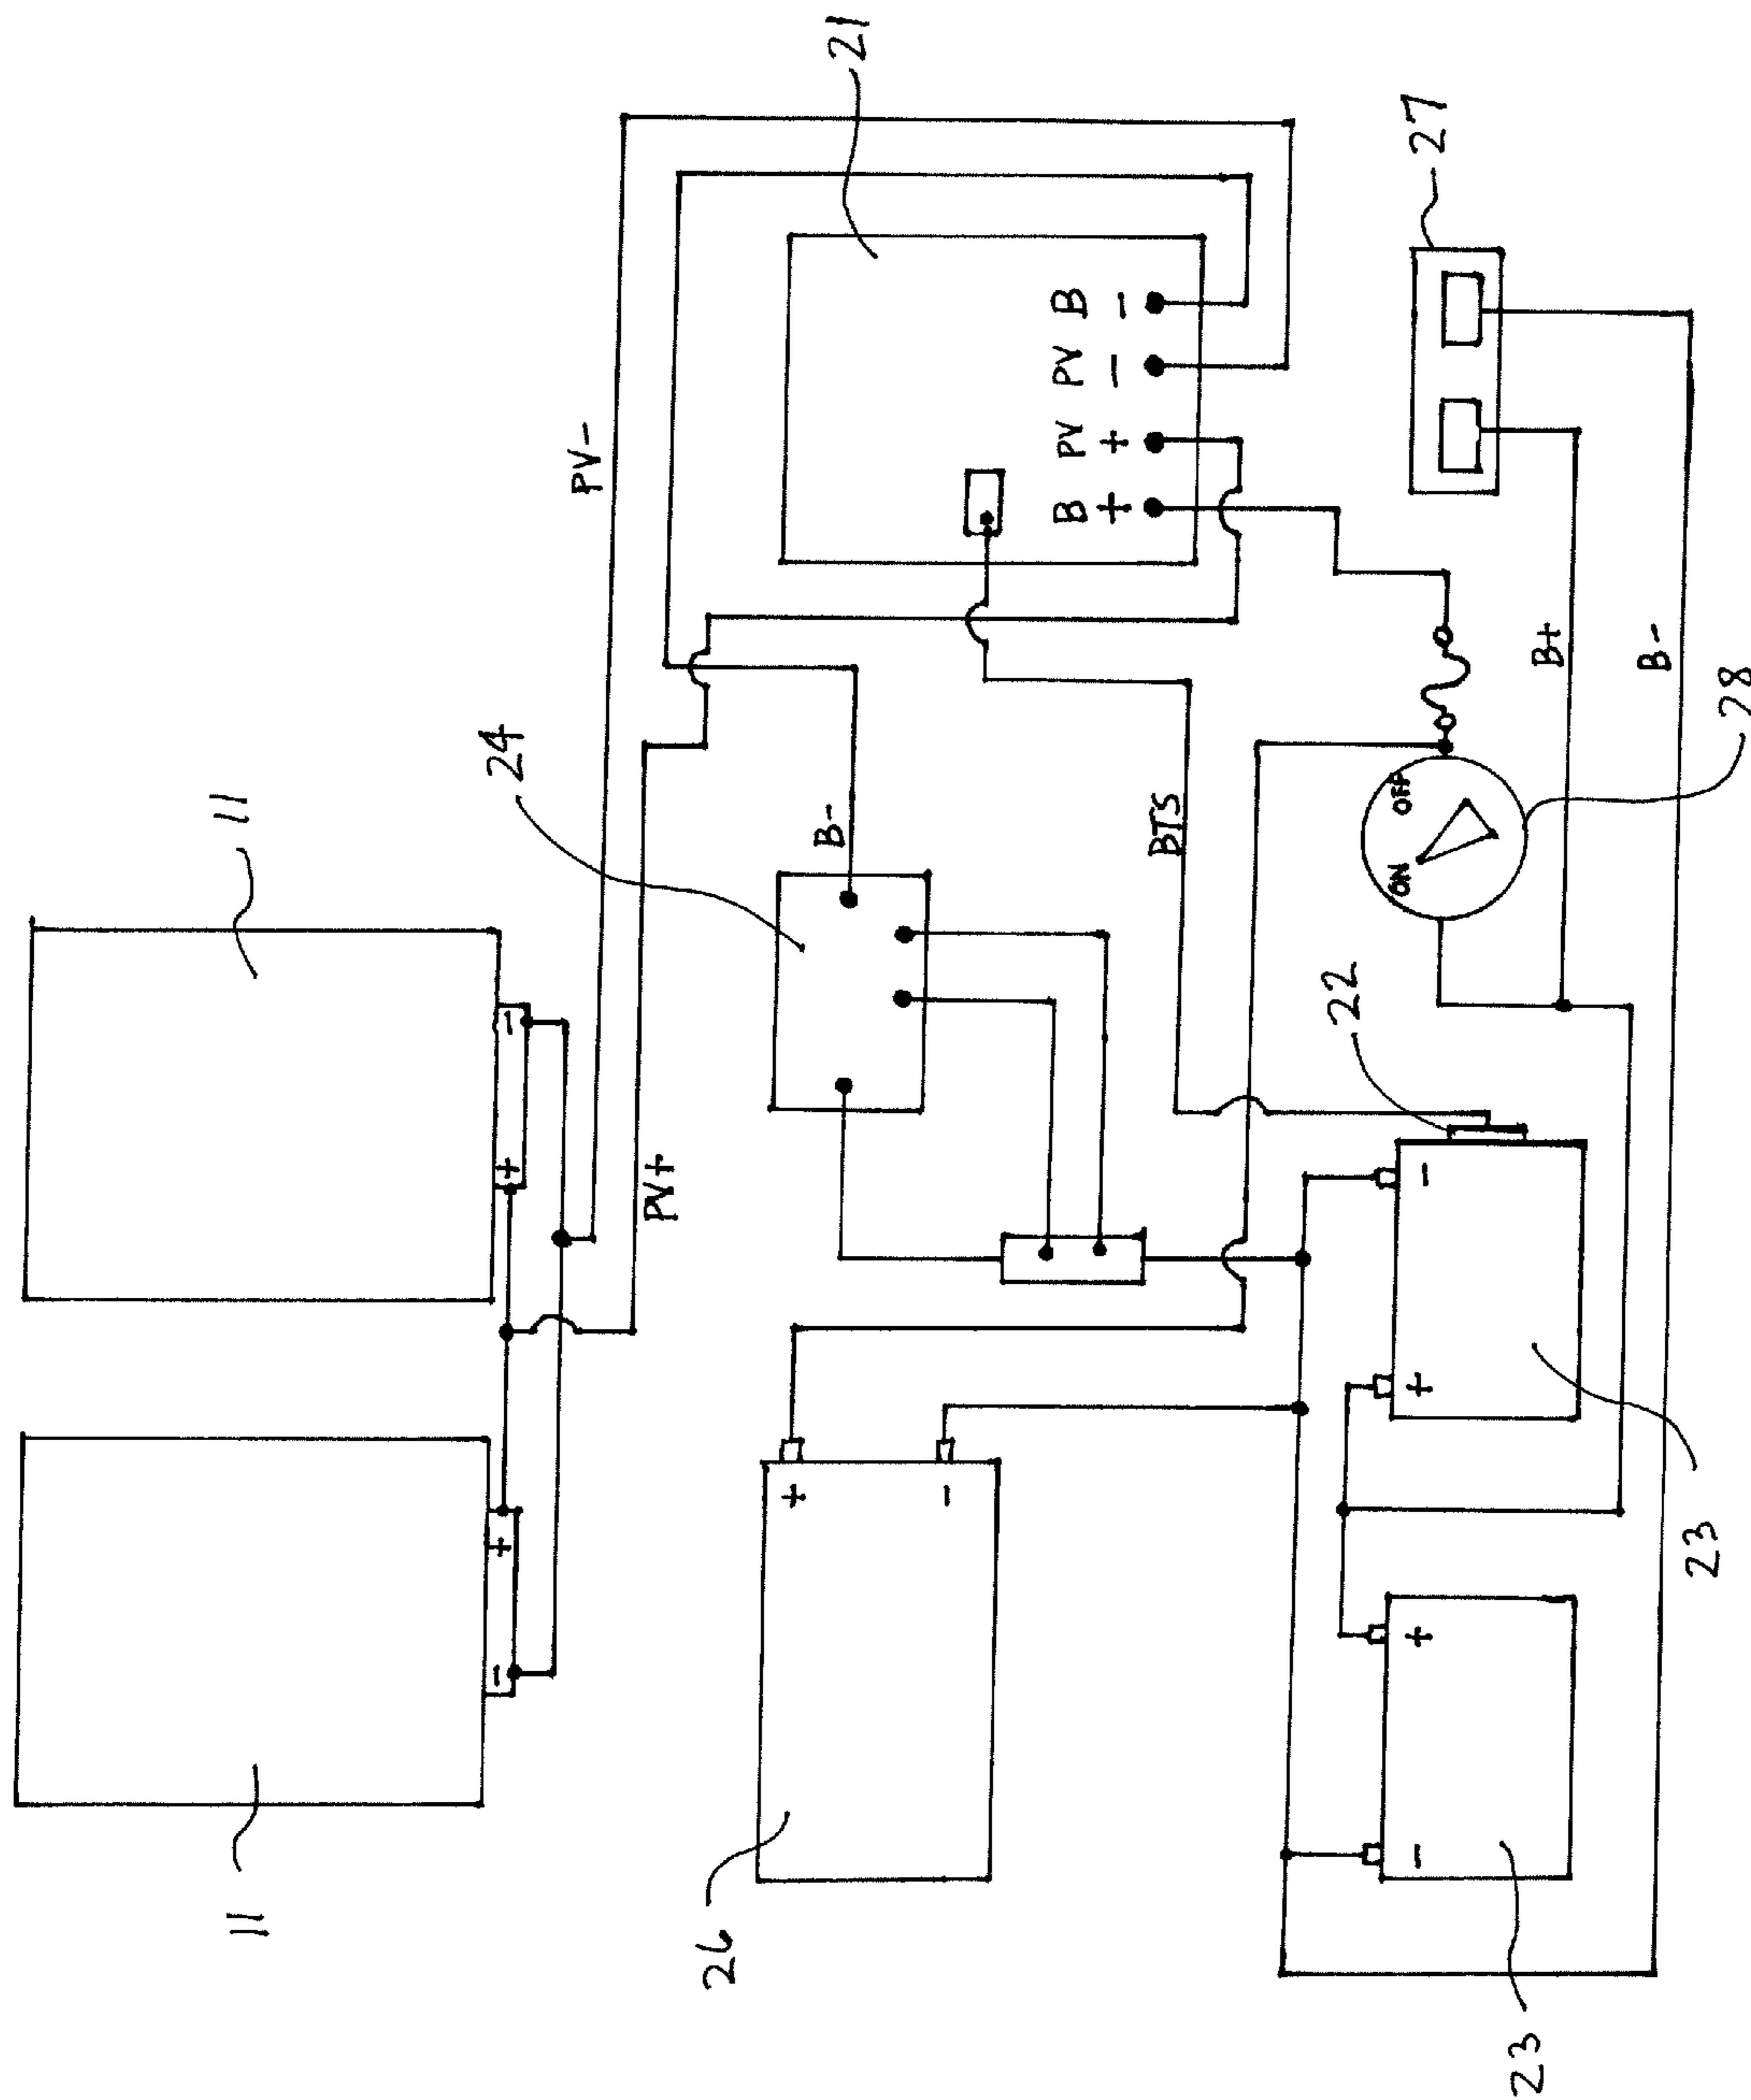 11
11
-
+
+
-
PV-
PV+
21
24
B-
B PV PV B
+ + - -
26
+
-
BTS
22
ON
OFF
28
27
B+
B-
+
-
23
-
+
23